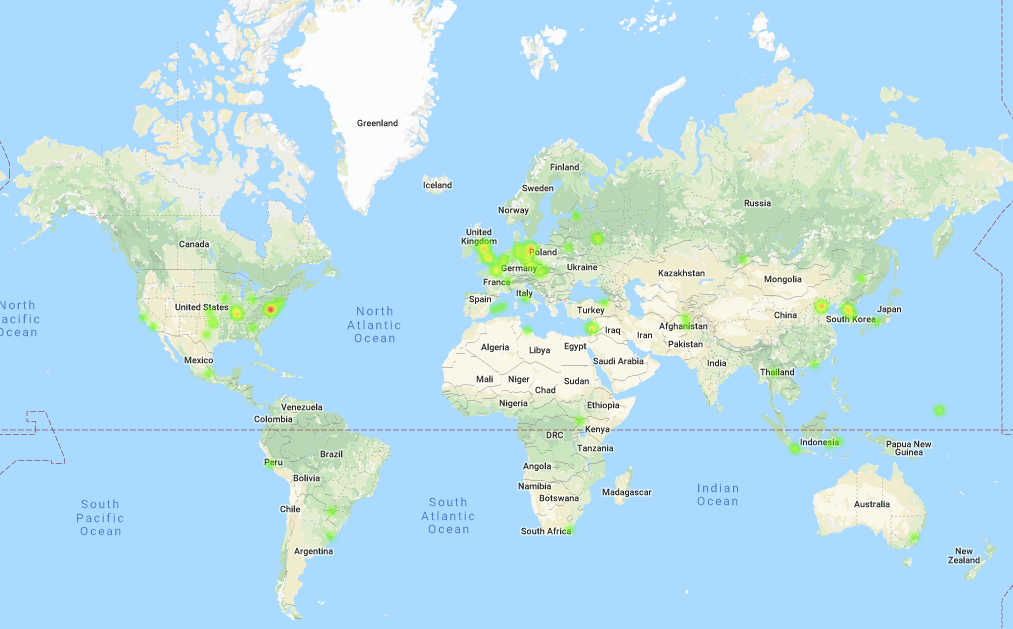 Greenland
Iceland
Finland
Sweden
Norway
Russia
United
Kingdom
Canada
Poland
Germany
Ukraine
Kazakhstan
Mongolia
France
Italy
Spain
North
Pacific
Ocean
United States
North
Atlantic
Ocean
Turkey
China
Japan
South Korea
Afghanistan
Iraq
Iran
Pakistan
Algeria
Libya
Egypt
Saudi Arabia
India
Mexico
Thailand
Mali
Niger
Chad
Sudan
Venezuela
Nigeria
Ethiopia
Colombia
DRC
Kenya
Tanzania
Indonesia
Papua New
Guinea
Peru
Brazil
Bolivia
Angola
Namibia
Botswana
Madagascar
Indian
Ocean
South
Pacific
Ocean
Chile
South
Atlantic
Ocean
Australia
South Africa
Argentina
New
Zealand